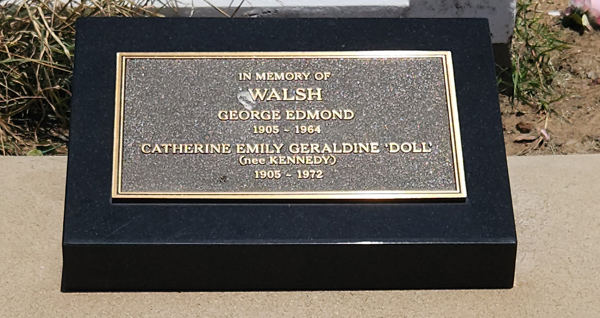 IN MEMORY OF
WALSH
GEORGE EDMOND
1905 ~ 1964
CATHERINE EMILY GERALDINE 'DOLL'
(nee KENNEDY)
1905 ~ 1972